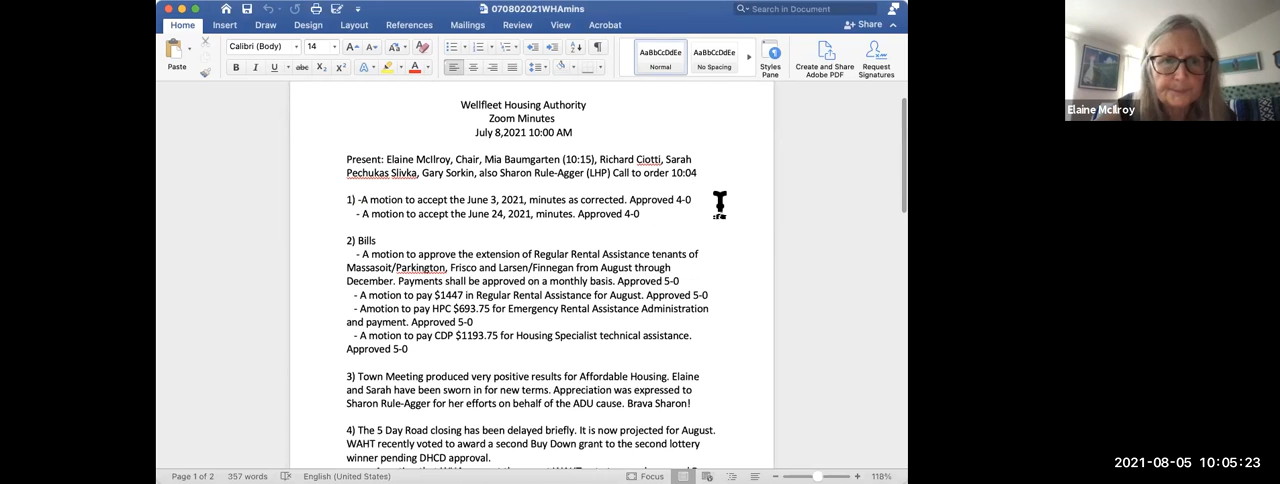 070802021WHAmins
Search in Document
Home Insert Draw Design Layout References Mailings Review View Acrobat
Share
Paste
Calibri (Body) 14
AaBbCcDdEe AaBbCcDdEe
Normal No Spacing
Styles Pane
Create and Share Adobe PDF
Request Signatures
Wellfleet Housing Authority
Zoom Minutes
July 8,2021 10:00 AM
Present: Elaine McIlroy, Chair, Mia Baumgarten (10:15), Richard Ciotti, Sarah
Pechukas Slivka, Gary Sorkin, also Sharon Rule-Agger (LHP) Call to order 10:04
1) -A motion to accept the June 3, 2021, minutes as corrected. Approved 4-0
- A motion to accept the June 24, 2021, minutes. Approved 4-0
2) Bills
- A motion to approve the extension of Regular Rental Assistance tenants of
Massasoit/Parkington, Frisco and Larsen/Finnegan from August through
December. Payments shall be approved on a monthly basis. Approved 5-0
- A motion to pay $1447 in Regular Rental Assistance for August. Approved 5-0
- Amotion to pay HPC $693.75 for Emergency Rental Assistance Administration
and payment. Approved 5-0
- A motion to pay CDP $1193.75 for Housing Specialist technical assistance.
Approved 5-0
3) Town Meeting produced very positive results for Affordable Housing. Elaine
and Sarah have been sworn in for new terms. Appreciation was expressed to
Sharon Rule-Agger for her efforts on behalf of the ADU cause. Brava Sharon!
4) The 5 Day Road closing has been delayed briefly. It is now projected for August.
WAHT recently voted to award a second Buy Down grant to the second lottery
winner pending DHCD approval.
Page 1 of 2 357 words English (United States) Focus 118%
Elaine McIlroy
2021-08-05 10:05:23